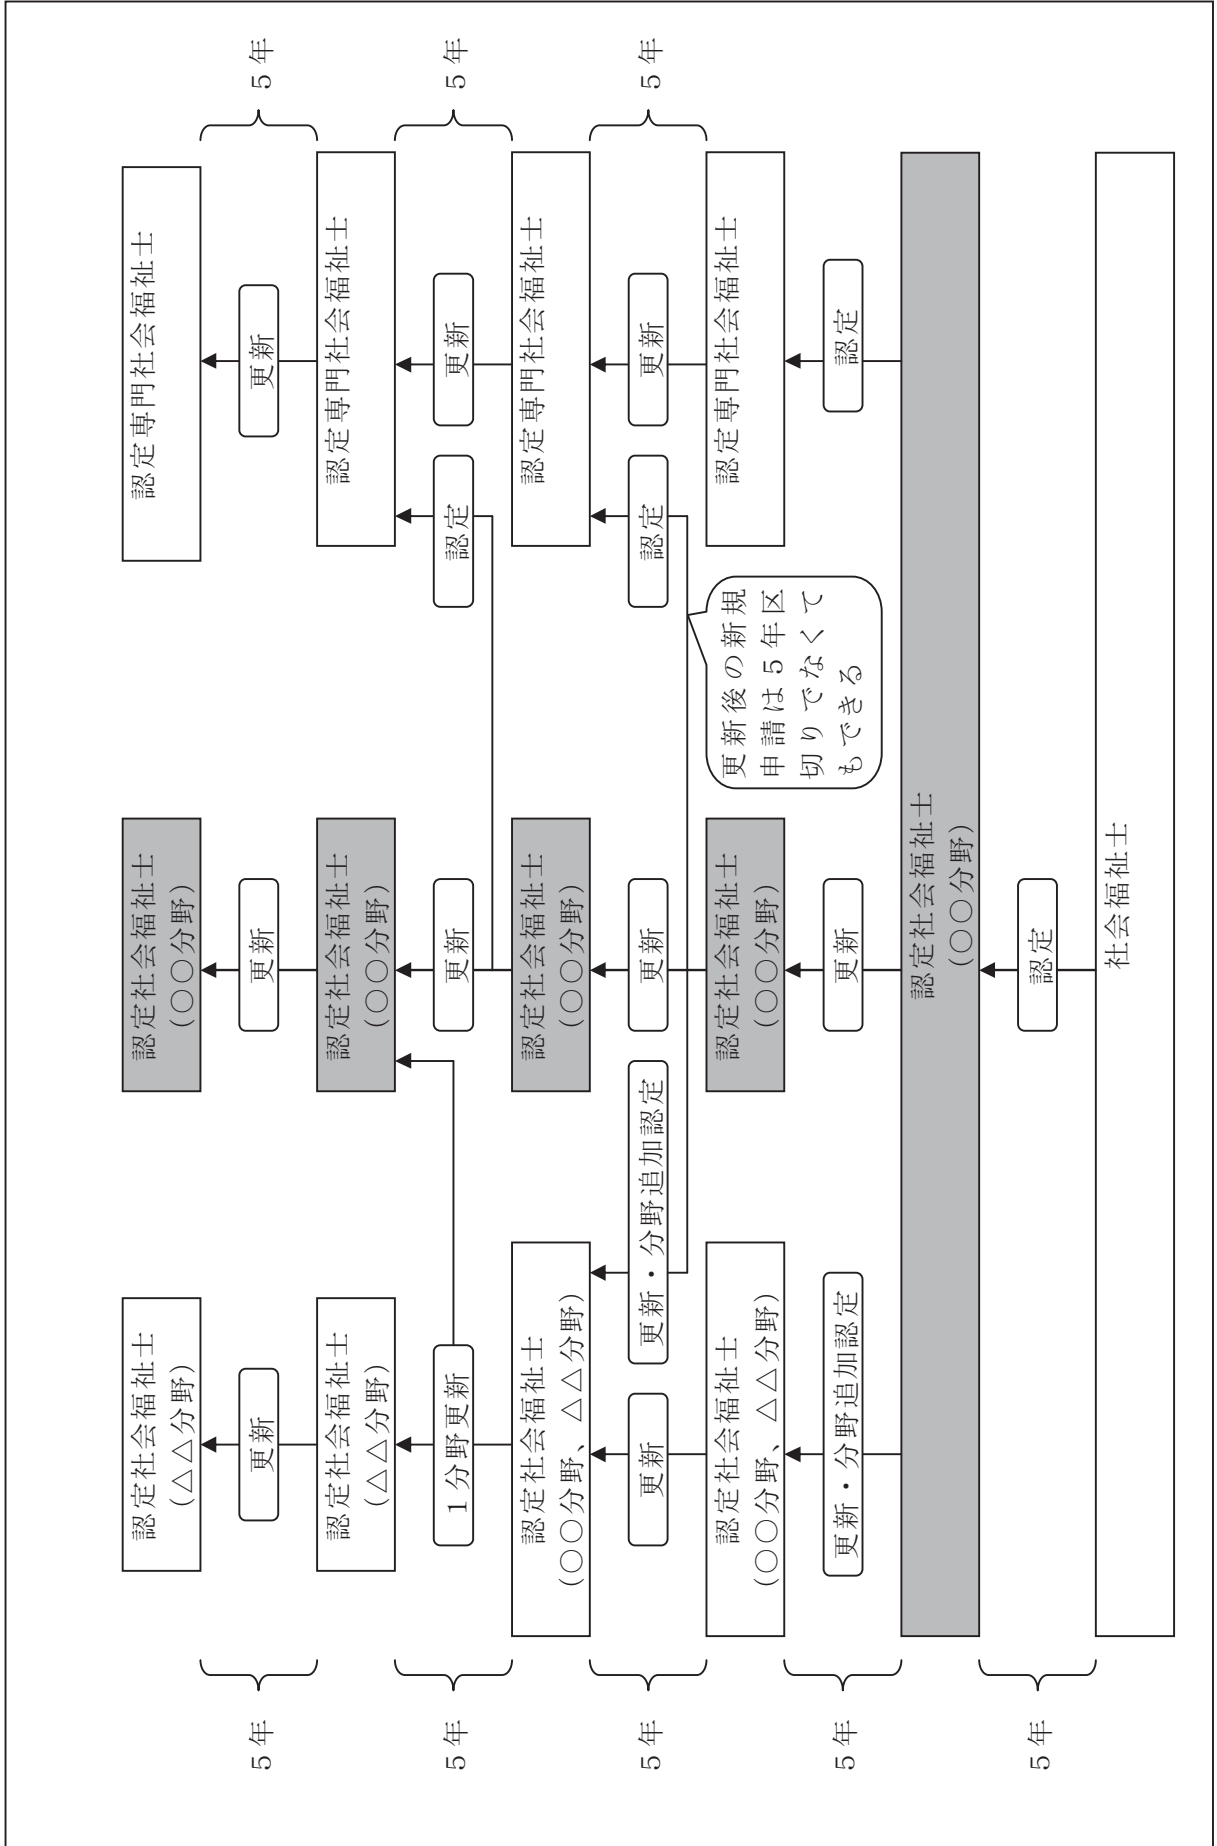 5年
5年
5年
認定専門社会福祉士
更新
認定専門社会福祉士
認定
更新
認定専門社会福祉士
認定
更新
認定専門社会福祉士
認定
更新後の新規
申請は５年区
切りでなくて
もできる
認定社会福祉士
(○○分野)
更新
認定社会福祉士
(○○分野)
更新
認定社会福祉士
(○○分野)
更新
認定社会福祉士
(○○分野)
更新
認定社会福祉士
(○○分野)
認定
社会福祉士
認定社会福祉士
(△△分野)
更新
認定社会福祉士
(△△分野)
１分野更新
認定社会福祉士
(○○分野、△△分野)
更新
更新・分野追加認定
認定社会福祉士
(○○分野、△△分野)
更新・分野追加認定
5年
5年
5年
5年
5年